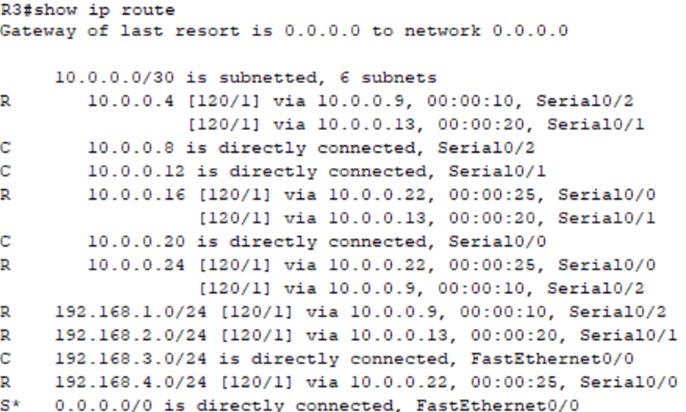 R3#show ip route
Gateway of last resort is 0.0.0.0 to network 0.0.0.0
10.0.0.0/30 is subnetted, 6 subnets
R 10.0.0.4 [120/1] via 10.0.0.9, 00:00:10, Serial0/2
[120/1] via 10.0.0.13, 00:00:20, Serial0/1
C 10.0.0.8 is directly connected, Serial0/2
C 10.0.0.12 is directly connected, Serial0/1
R 10.0.0.16 [120/1] via 10.0.0.22, 00:00:25, Serial0/0
[120/1] via 10.0.0.13, 00:00:20, Serial0/1
C 10.0.0.20 is directly connected, Serial0/0
R 10.0.0.24 [120/1] via 10.0.0.22, 00:00:25, Serial0/0
[120/1] via 10.0.0.9, 00:00:10, Serial0/2
R 192.168.1.0/24 [120/1] via 10.0.0.9, 00:00:10, Serial0/2
R 192.168.2.0/24 [120/1] via 10.0.0.13, 00:00:20, Serial0/1
C 192.168.3.0/24 is directly connected, FastEthernet0/0
R 192.168.4.0/24 [120/1] via 10.0.0.22, 00:00:25, Serial0/0
S* 0.0.0.0/0 is directly connected, FastEthernet0/0